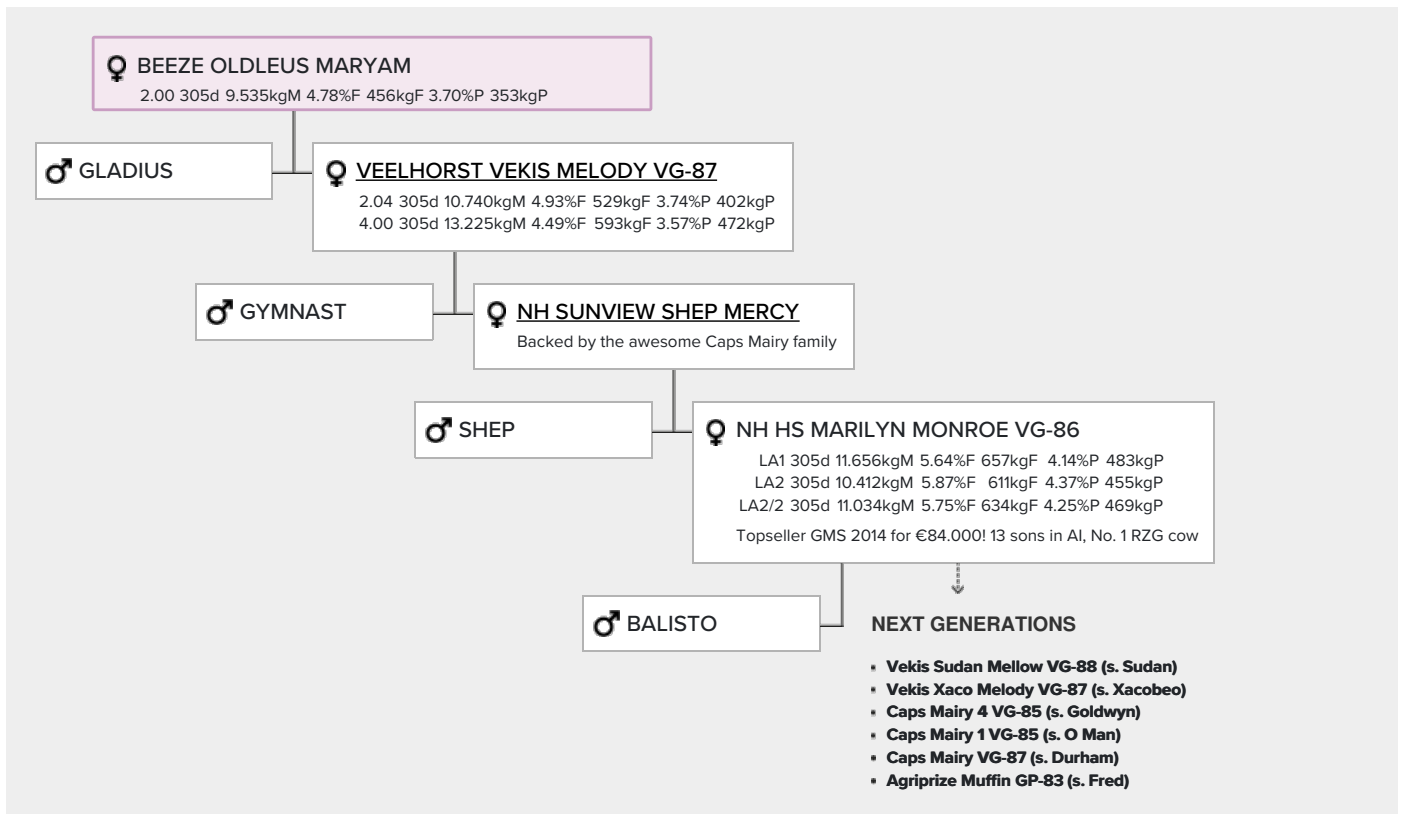 BEEZE OLDLEUS MARYAM
2.00 305d 9.535kgM 4.78%F 456kgF 3.70%P 353kgP
GLADIUS
VEELHORST VEKIS MELODY VG-87
2.04 305d 10.740kgM 4.93%F 529kgF 3.74%P 402kgP
4.00 305d 13.225kgM 4.49%F 593kgF 3.57%P 472kgP
GYMNAST
NH SUNVIEW SHEP MERCY
Backed by the awesome Caps Mairy family
SHEP
NH HS MARILYN MONROE VG-86
LA1 305d 11.656kgM 5.64%F 657kgF 4.14%P 483kgP
LA2 305d 10.412kgM 5.87%F 611kgF 4.37%P 455kgP
LA2/2 305d 11.034kgM 5.75%F 634kgF 4.25%P 469kgP
Topseller GMS 2014 for €84.000! 13 sons in AI, No. 1 RZG cow
BALISTO
NEXT GENERATIONS
Vekis Sudan Mellow VG-88 (s. Sudan)
Vekis Xaco Melody VG-87 (s. Xacobeo)
Caps Mairy 4 VG-85 (s. Goldwyn)
Caps Mairy 1 VG-85 (s. O Man)
Caps Mairy VG-87 (s. Durham)
Agriprize Muffin GP-83 (s. Fred)